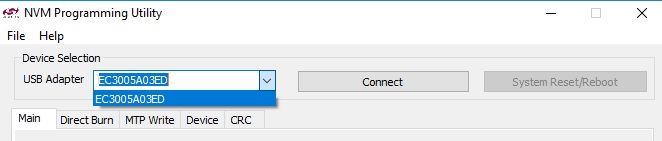 NVM Programming Utility
File Help
Device Selection
USB Adapter EC3005A03ED Connect System Reset/Reboot
EC3005A03ED
Main Direct Burn MTP Write Device CRC